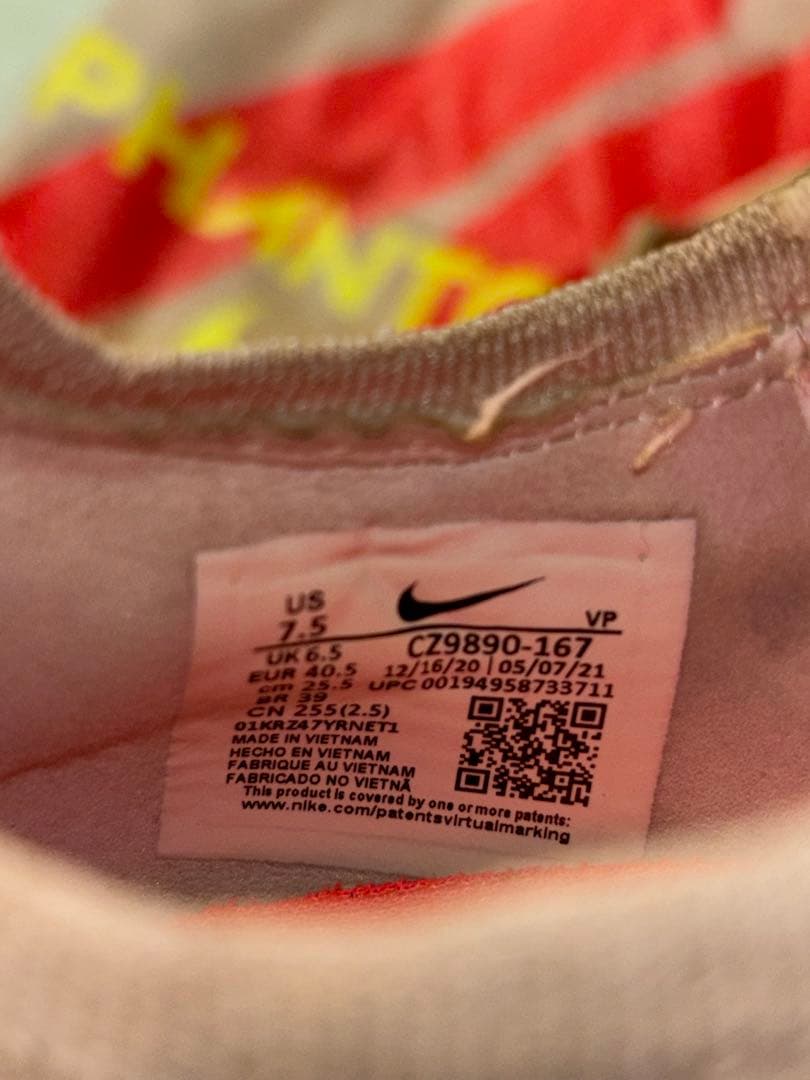 PHANTO
US
7.5
VP
UK 6.5
CZ9890-167
EUR 40.5
12/16/20 | 05/07/21
cm 25.5
UPC 00194958733711
BR 39
CN 255(2.5)
01KRZ47YRNET1
MADE IN VIETNAM
HECHO EN VIETNAM
FABRIQUE AU VIETNAM
FABRICADO NO VIETNÃ
This product is covered by one or more patents:
www.nike.com/patentsvirtualmarking